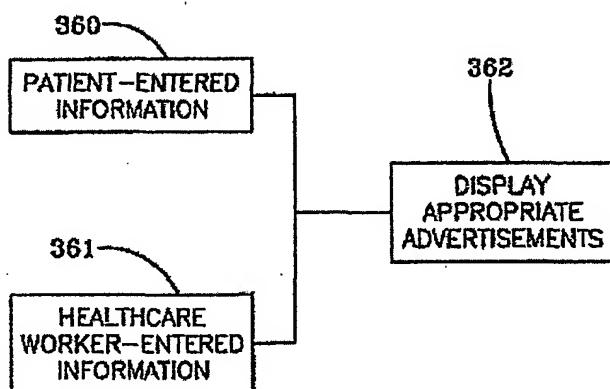 360
PATIENT-ENTERED
INFORMATION
362
DISPLAY
APPROPRIATE
ADVERTISEMENTS
361
HEALTHCARE
WORKER-ENTERED
INFORMATION